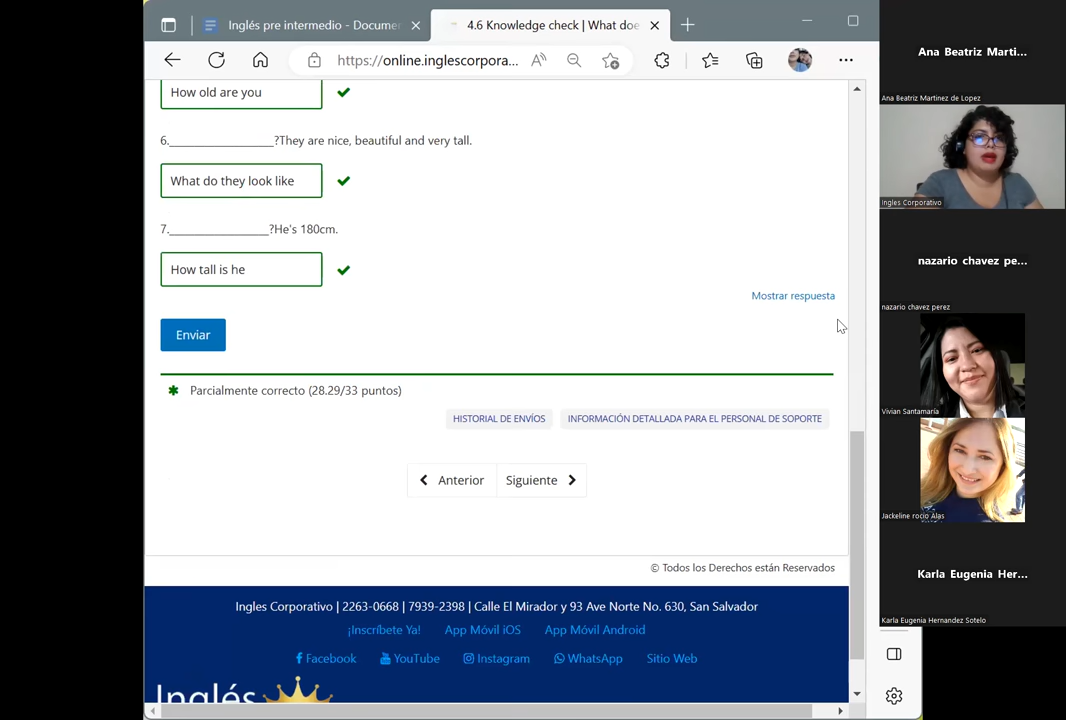 Inglés pre intermedio - Documen
4.6 Knowledge check | What doe
https://online.inglescorpora...
How old are you
6.__________________?They are nice, beautiful and very tall.
What do they look like
7._________________?He's 180cm.
How tall is he
Mostrar respuesta
Enviar
Parcialmente correcto (28.29/33 puntos)
HISTORIAL DE ENVÍOS
INFORMACIÓN DETALLADA PARA EL PERSONAL DE SOPORTE
Anterior
Siguiente
© Todos los Derechos están Reservados
Ingles Corporativo | 2263-0668 | 7939-2398 | Calle El Mirador y 93 Ave Norte No. 630, San Salvador
¡Inscríbete Ya! App Móvil iOS App Móvil Android
Facebook YouTube Instagram WhatsApp Sitio Web
Inglés
Ana Beatriz Marti...
Ana Beatriz Martinez de Lopez
Ingles Corporativo
nazario chavez pe...
nazario chavez perez
Vivian Santamaría
Jackeline rocio Alas
Karla Eugenia Her...
Karla Eugenia Hernandez Sotelo